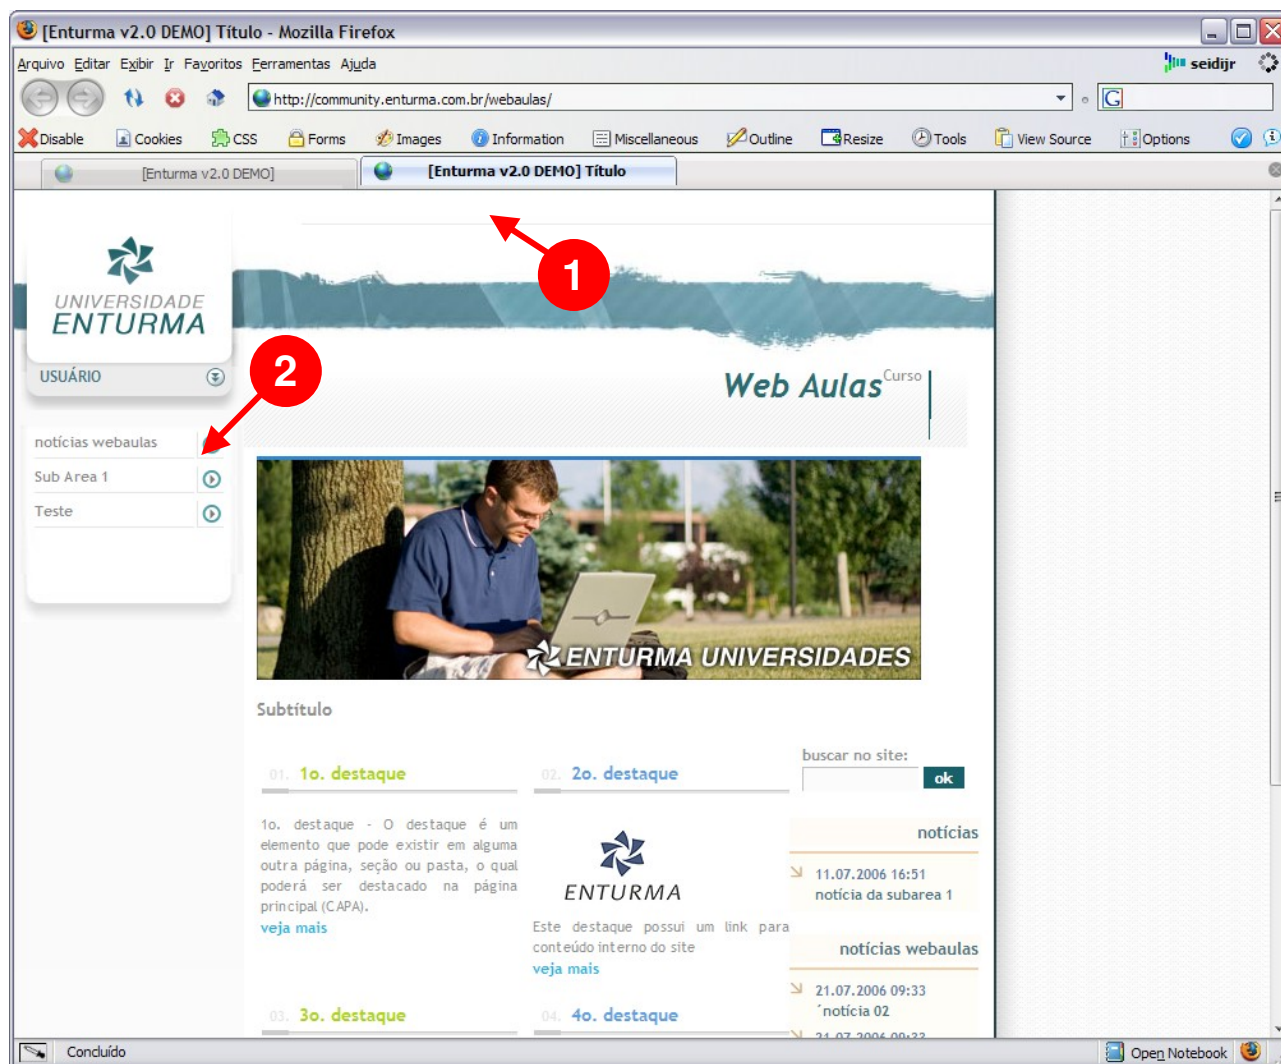 [Enturma v2.0 DEMO] Título - Mozilla Firefox
Arquivo Editar Exibir Ir Favoritos Ferramentas Ajuda
seidijr
http://community.enturma.com.br/webaulas/
G
Disable Cookies CSS Forms Images Information Miscellaneous Outline Resize Tools View Source Options
[Enturma v2.0 DEMO]
[Enturma v2.0 DEMO] Título
1
UNIVERSIDADE
ENTURMA
USUÁRIO
2
Web Aulas Curso
notícias webaulas
Sub Area 1
Teste
ENTURMA UNIVERSIDADES
Subtítulo
01. 1o. destaque
1o. destaque - O destaque é um
elemento que pode existir em alguma
outra página, seção ou pasta, o qual
poderá ser destacado na página
principal (CAPA).
veja mais
02. 2o. destaque
ENTURMA
Este destaque possui um link para
conteúdo interno do site
veja mais
buscar no site:
ok
notícias
11.07.2006 16:51
notícia da subarea 1
notícias webaulas
21.07.2006 09:33
´notícia 02
21.07.2006 09:33
03. 3o. destaque
04. 4o. destaque
Concluído
Open Notebook